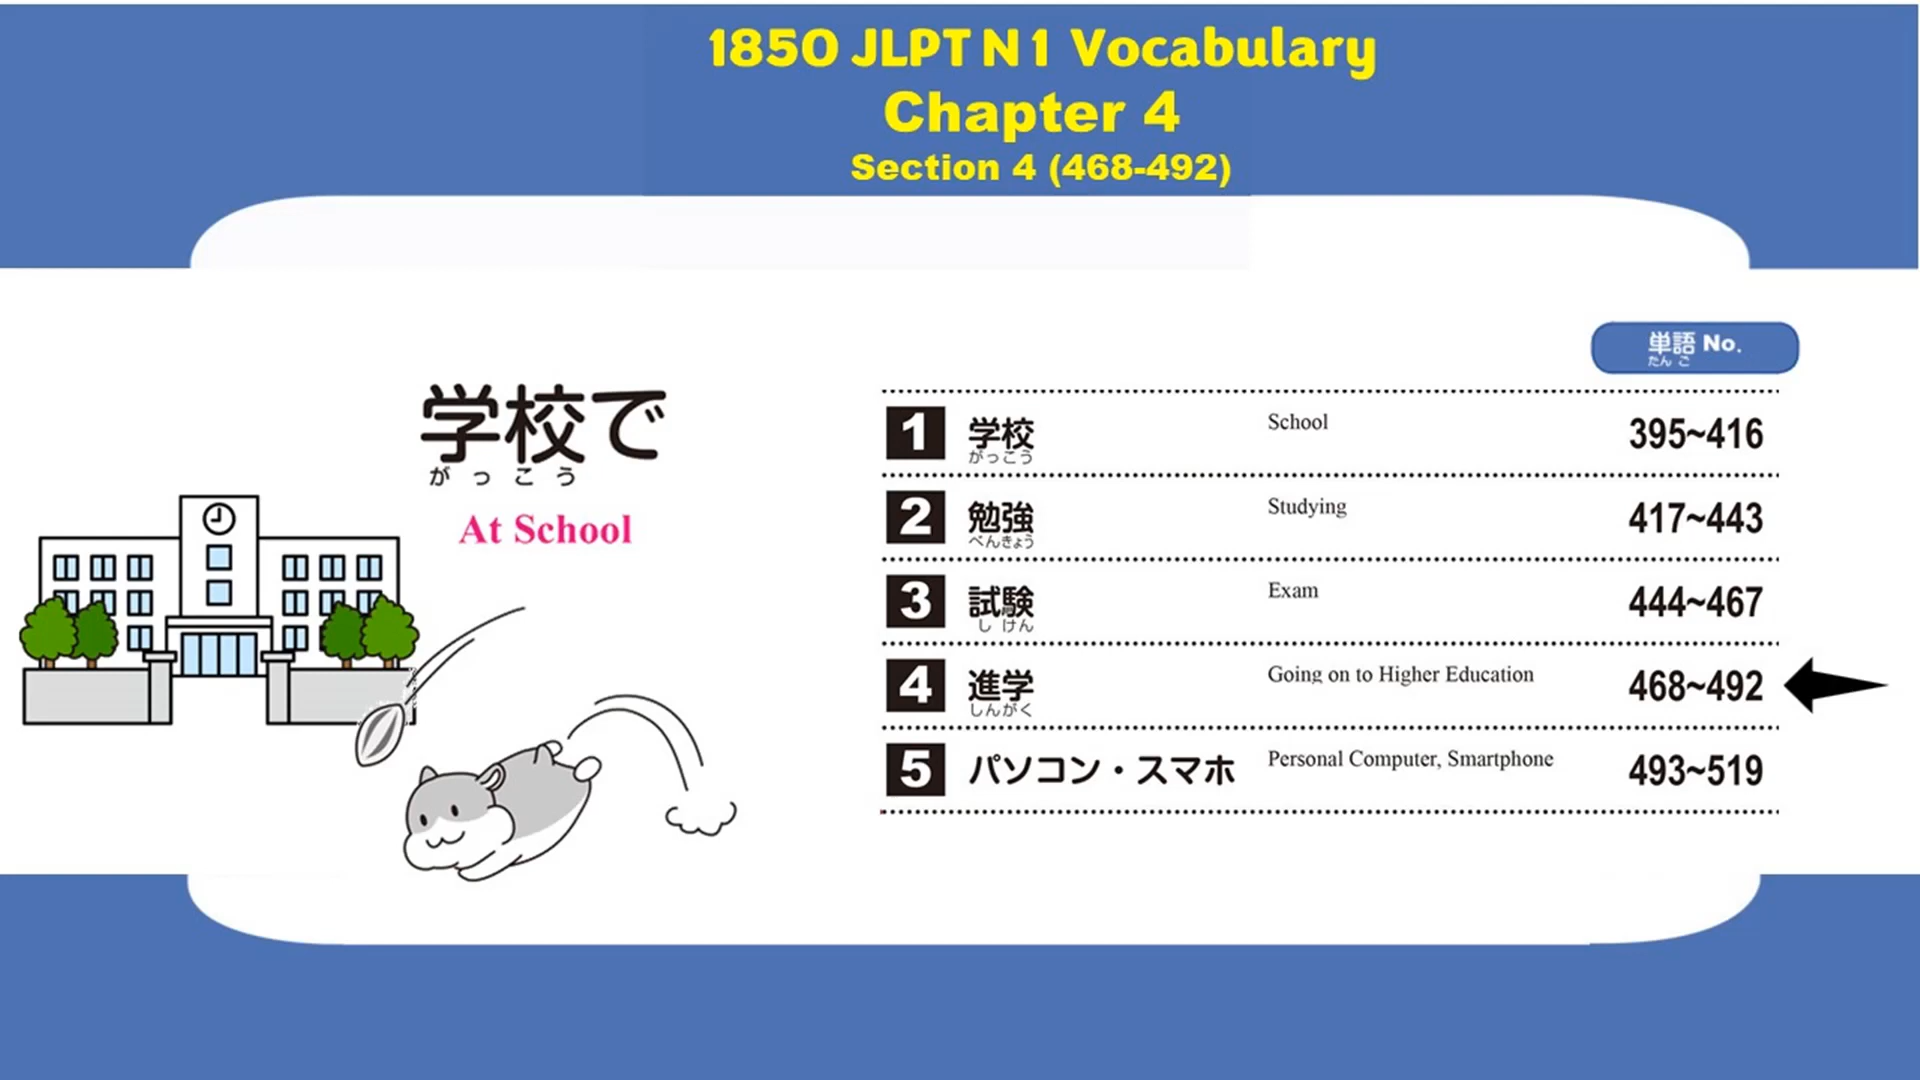 1850 JLPT N1 Vocabulary
Chapter 4
Section 4 (468-492)
単語 No.
たん ご
学校で
がっこう
At School
1 学校 School 395~416
がっこう
2 勉強 Studying 417~443
べんきょう
3 試験 Exam 444~467
し けん
4 進学 Going on to Higher Education 468~492
しんがく
5 パソコン・スマホ Personal Computer, Smartphone 493~519